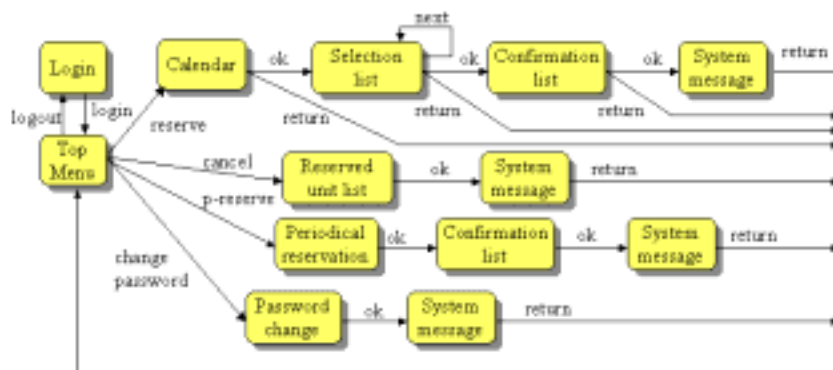 next
Login
Calendar
ok
Selection
list
ok
Confirmation
list
ok
System
message
return
logout
login
reserve
return
return
return
Top
Menu
cancel
Reserved
unit list
ok
System
message
return
p-reserve
Periodical
reservation
ok
Confirmation
list
ok
System
message
return
change
password
Password
change
ok
System
message
return